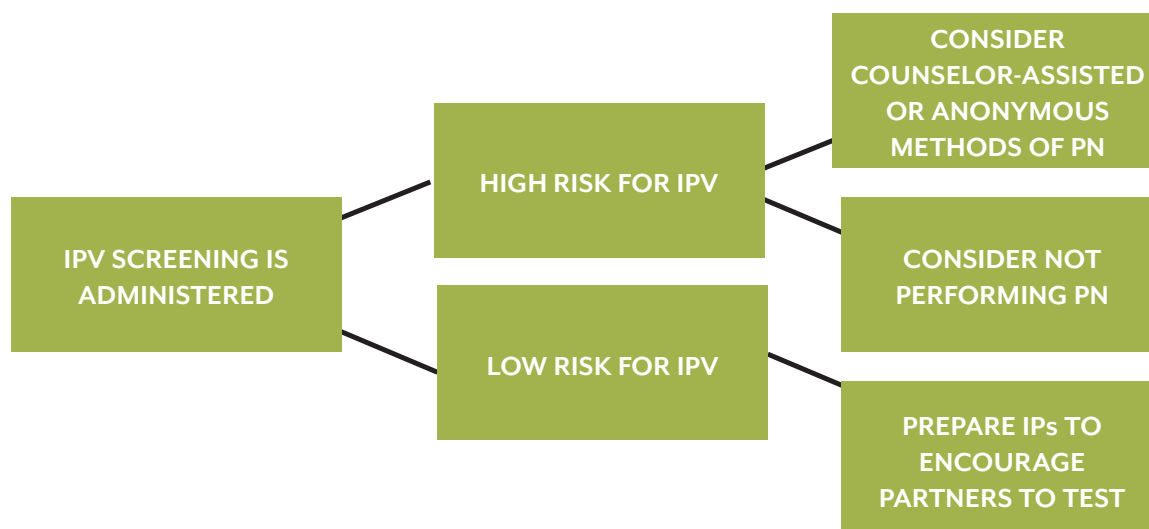 IPV SCREENING IS
ADMINISTERED
HIGH RISK FOR IPV
LOW RISK FOR IPV
CONSIDER
COUNSELOR-ASSISTED
OR ANONYMOUS
METHODS OF PN
CONSIDER NOT
PERFORMING PN
PREPARE IPs TO
ENCOURAGE
PARTNERS TO TEST